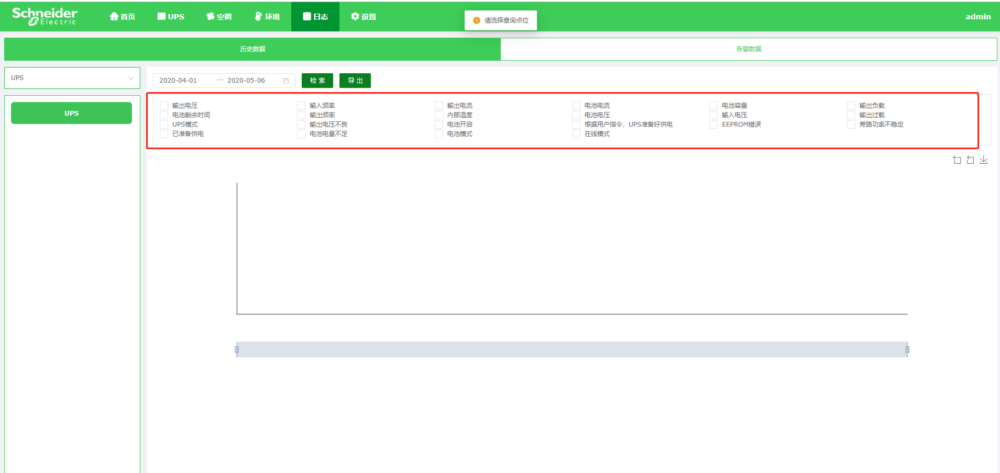 Schneider Electric
首页 UPS 空调 环境 日志 设置 请选择查询点位 admin
历史数据 告警数据
UPS
2020-04-01 → 2020-05-06 检 索 导 出
UPS
输出电压 输入频率 输出电流 电池电流 电池容量 输出负载
电池剩余时间 输出频率 内部温度 电池电压 输入电压 输出过载
UPS模式 输出电压不良 电池开启 根据用户指令，UPS准备好供电 EEPROM错误 旁路功率不稳定
已准备供电 电池电量不足 电池模式 在线模式